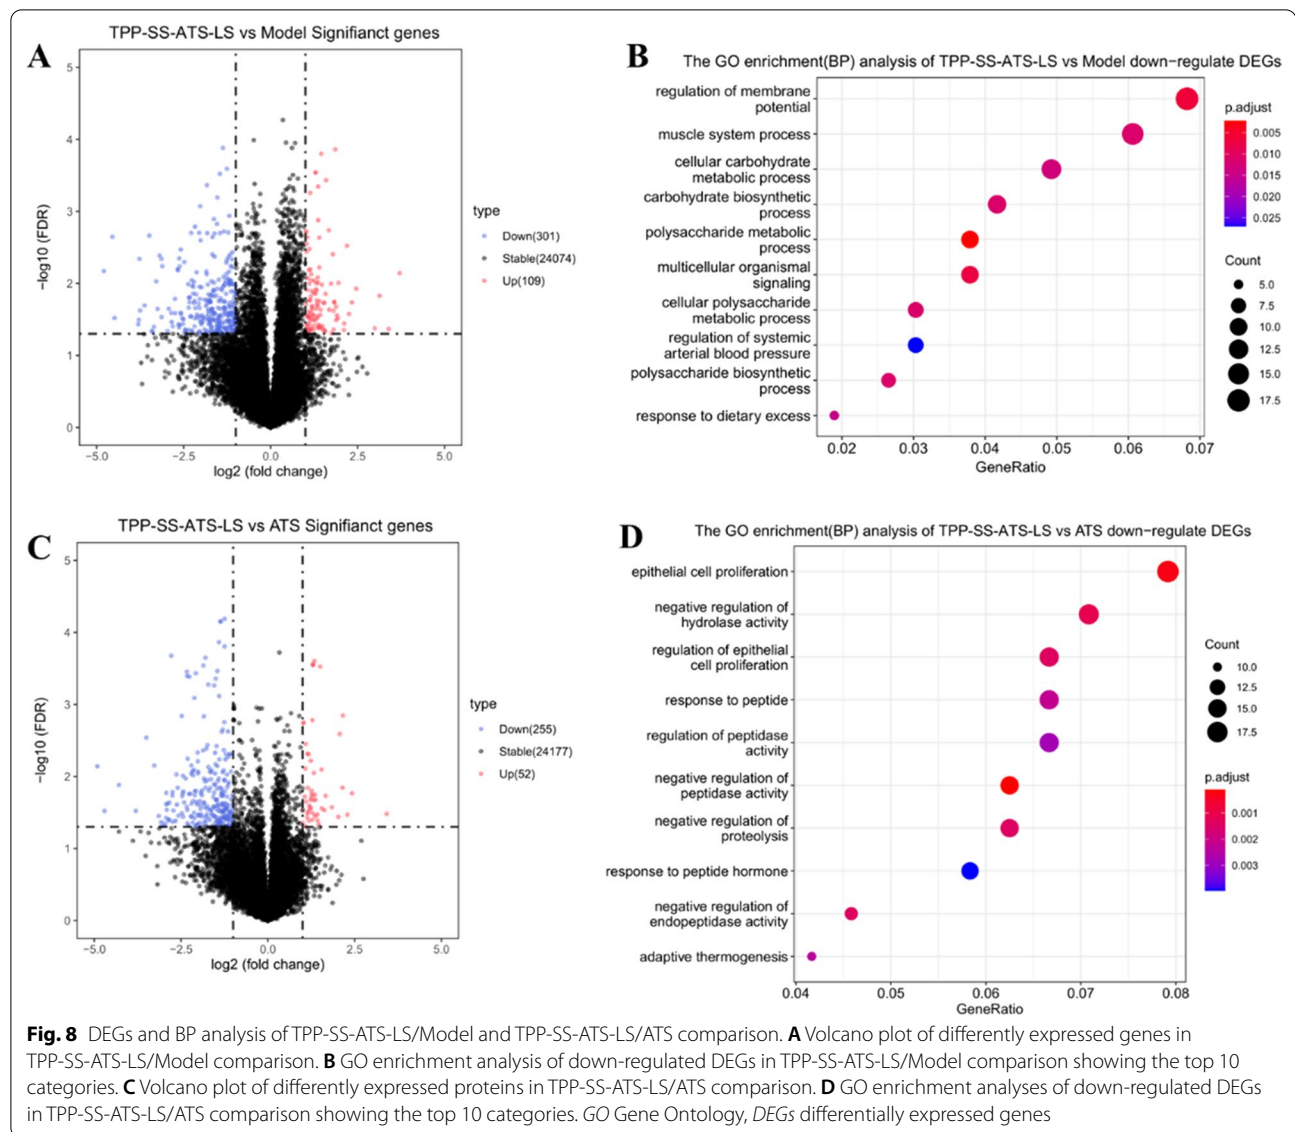 A
TPP-SS-ATS-LS vs Model Signifianct genes
−log10 (FDR)
5
4
3
2
1
0
−5.0
−2.5
0.0
2.5
5.0
log2 (fold change)
type
Down(301)
Stable(24074)
Up(109)
B
The GO enrichment(BP) analysis of TPP-SS-ATS-LS vs Model down−regulate DEGs
regulation of membrane
potential
muscle system process
cellular carbohydrate
metabolic process
carbohydrate biosynthetic
process
polysaccharide metabolic
process
multicellular organismal
signaling
cellular polysaccharide
metabolic process
regulation of systemic
arterial blood pressure
polysaccharide biosynthetic
process
response to dietary excess
0.02
0.03
0.04
0.05
0.06
0.07
GeneRatio
p.adjust
0.005
0.010
0.015
0.020
0.025
Count
5.0
7.5
10.0
12.5
15.0
17.5
C
TPP-SS-ATS-LS vs ATS Signifianct genes
−log10 (FDR)
5
4
3
2
1
0
−5.0
−2.5
0.0
2.5
5.0
log2 (fold change)
type
Down(255)
Stable(24177)
Up(52)
D
The GO enrichment(BP) analysis of TPP-SS-ATS-LS vs ATS down−regulate DEGs
epithelial cell proliferation
negative regulation of
hydrolase activity
regulation of epithelial
cell proliferation
response to peptide
regulation of peptidase
activity
negative regulation of
peptidase activity
negative regulation of
proteolysis
response to peptide hormone
negative regulation of
endopeptidase activity
adaptive thermogenesis
0.04
0.05
0.06
0.07
0.08
GeneRatio
Count
10.0
12.5
15.0
17.5
p.adjust
0.001
0.002
0.003
Fig. 8 DEGs and BP analysis of TPP-SS-ATS-LS/Model and TPP-SS-ATS-LS/ATS comparison. A Volcano plot of differently expressed genes in
TPP-SS-ATS-LS/Model comparison. B GO enrichment analysis of down-regulated DEGs in TPP-SS-ATS-LS/Model comparison showing the top 10
categories. C Volcano plot of differently expressed proteins in TPP-SS-ATS-LS/ATS comparison. D GO enrichment analyses of down-regulated DEGs
in TPP-SS-ATS-LS/ATS comparison showing the top 10 categories. GO Gene Ontology, DEGs differentially expressed genes